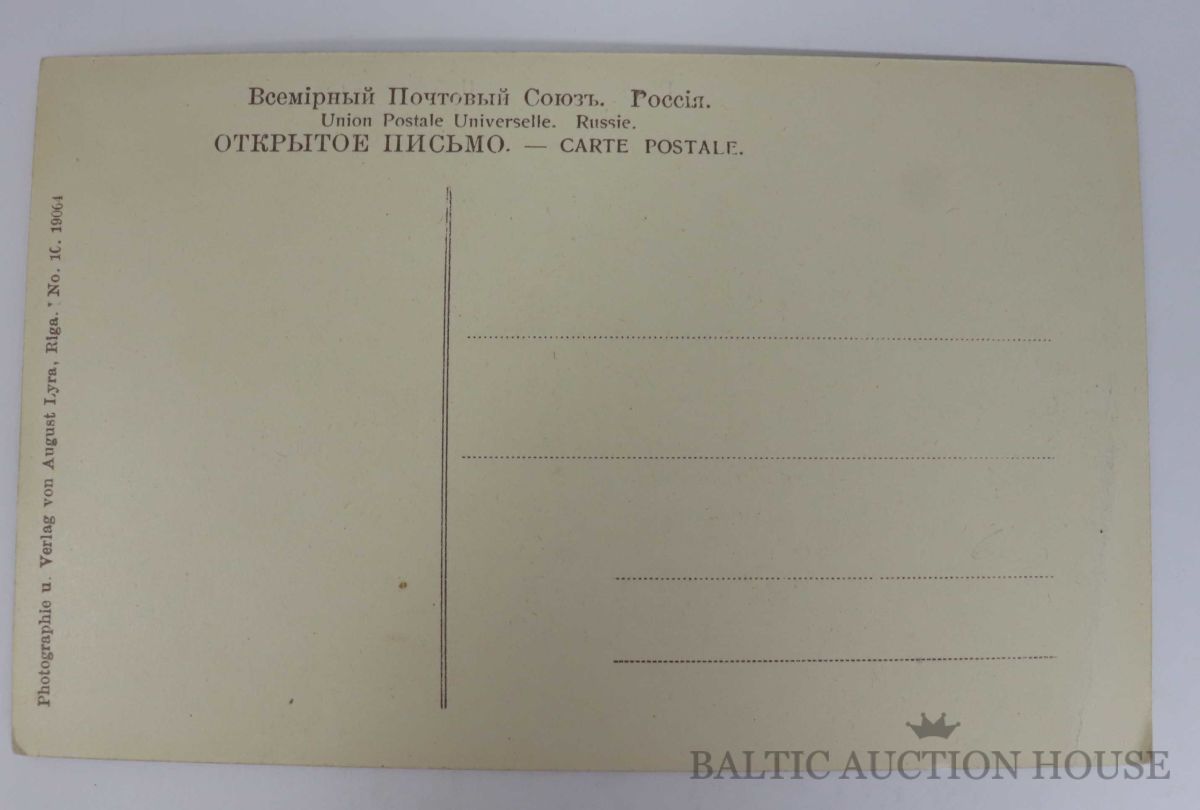 Всемірный Почтовый Союзъ. Россія.
Union Postale Universelle. Russie.
ОТКРЫТОЕ ПИСЬМО. — CARTE POSTALE.
Photographie u. Verlag von August Lyra, Riga. No. 10. 19064
BALTIC AUCTION HOUSE